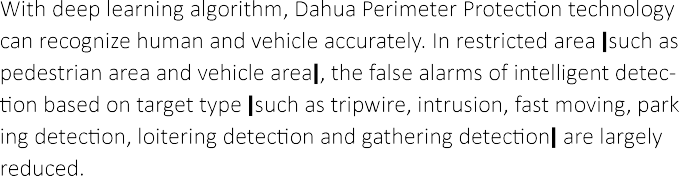 With deep learning algorithm, Dahua Perimeter Protection technology
can recognize human and vehicle accurately. In restricted area |such as
pedestrian area and vehicle area|, the false alarms of intelligent detec-
tion based on target type |such as tripwire, intrusion, fast moving, park
ing detection, loitering detection and gathering detection| are largely
reduced.